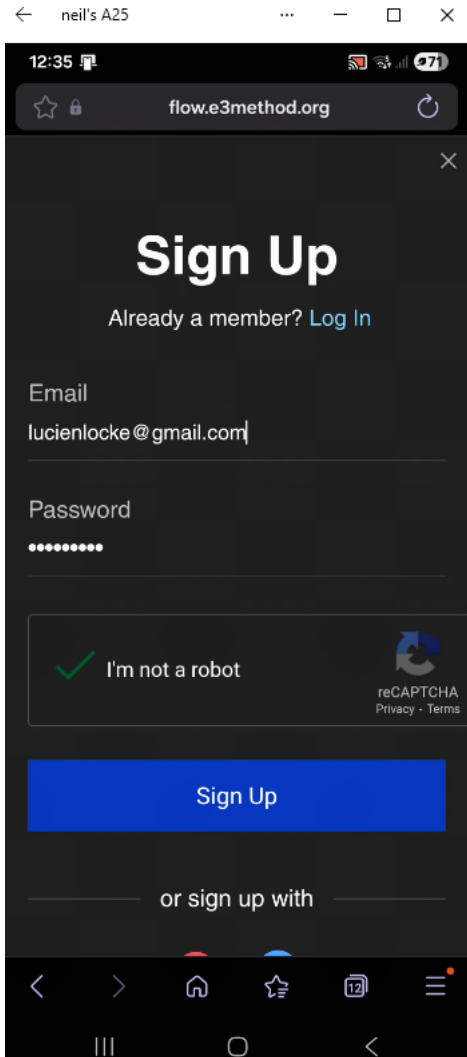 neil's A25
12:35
71
flow.e3method.org
Sign Up
Already a member? Log In
Email
lucienlocke@gmail.com
Password
•••••••••
I'm not a robot
reCAPTCHA
Privacy - Terms
Sign Up
or sign up with
12